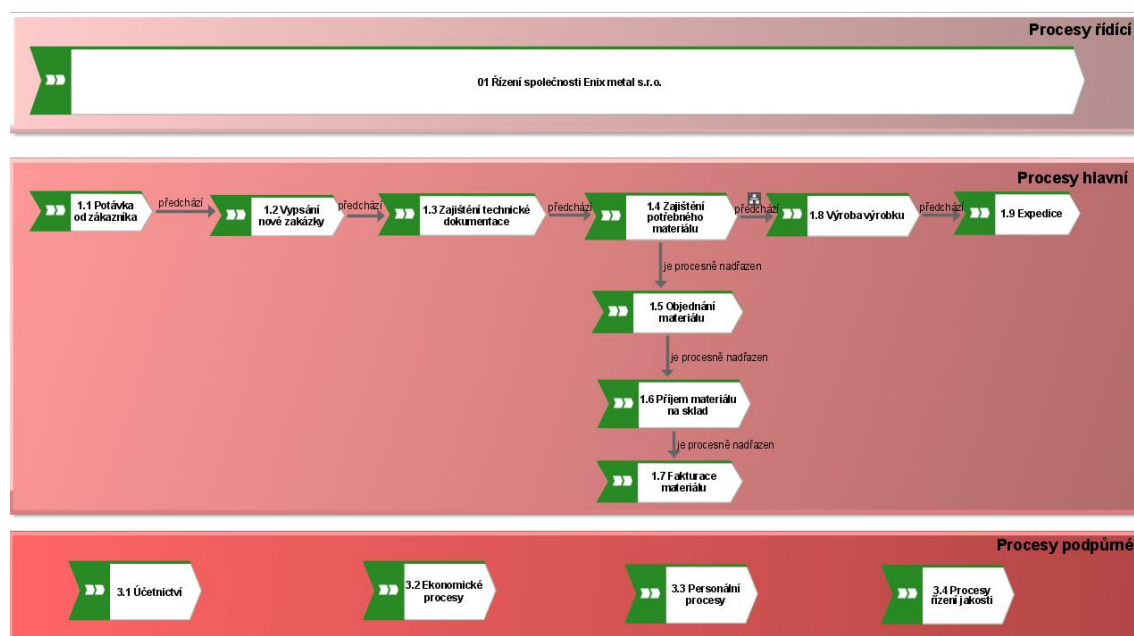 Procesy řídící
01 Řízení společnosti Enix metal s.r.o.
Procesy hlavní
1.1 Potávka
od zákazníka
předchází
1.2 Vypsání
nové zakázky
předchází
1.3 Zajištění technické
dokumentace
předchází
1.4 Zajištění
potřebného
materiálu
předchází
1.8 Výroba výrobku
předchází
1.9 Expedice
je procesně nadřazen
1.5 Objednání
materiálu
je procesně nadřazen
1.6 Příjem materiálu
na sklad
je procesně nadřazen
1.7 Fakturace
materiálu
Procesy podpůrné
3.1 Účetnictví
3.2 Ekonomické
procesy
3.3 Personální
procesy
3.4 Procesy
řízení jakosti